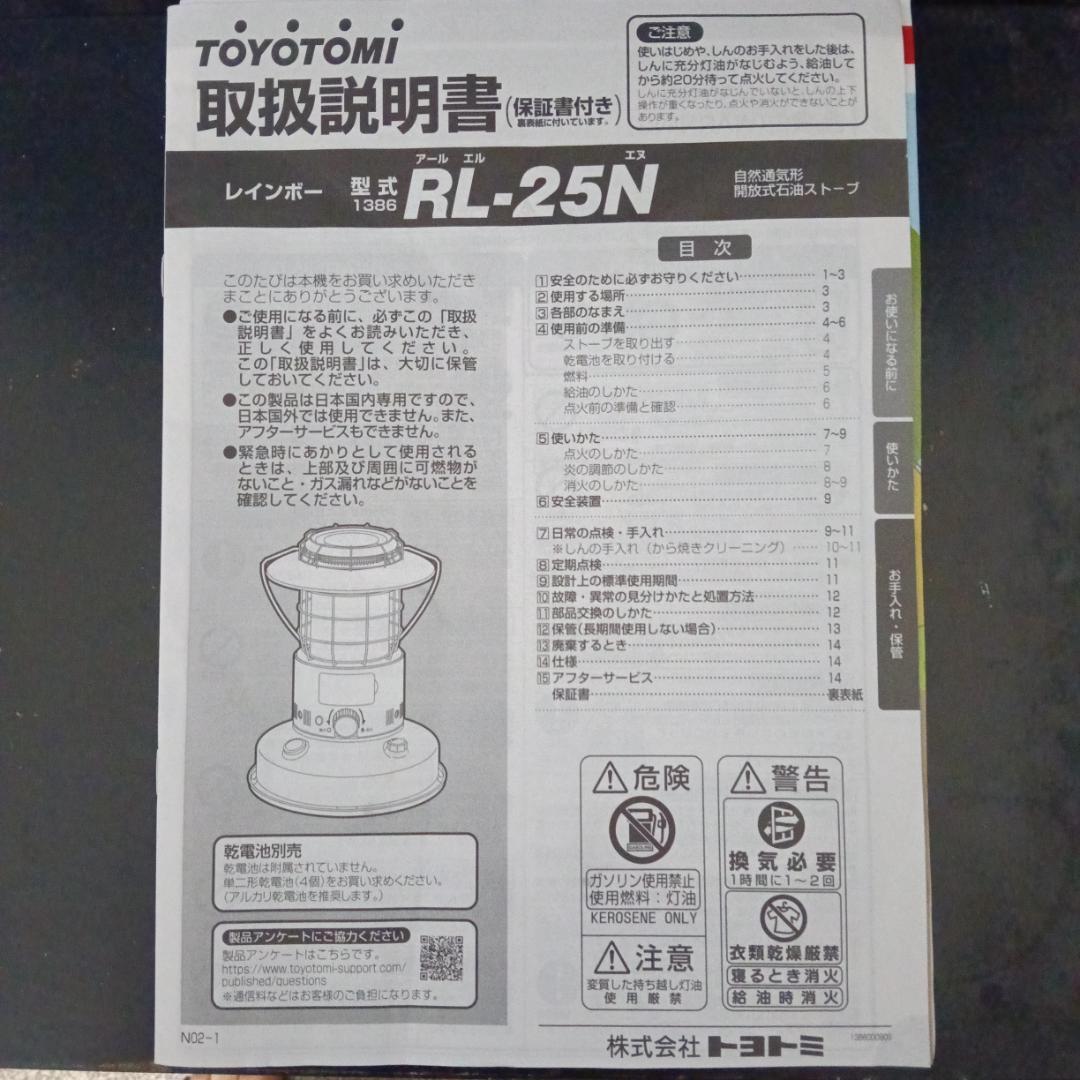 TOYOTOMI
取扱説明書(保証書付き)
裏表紙に付いています。
ご注意
使いはじめや、しんのお手入れをした後は、
しんに充分灯油がなじむよう、給油して
から約20分待って点火してください。
しんに充分灯油がなじんでいないと、しんの上下
操作が重くなったり、点火や消火ができないことが
あります。
レインボー
型式
1386
アール エル エヌ
RL-25N
自然通気形
開放式石油ストーブ
このたびは本機をお買い求めいただき
まことにありがとうございます。
●ご使用になる前に、必ずこの「取扱
説明書」をよくお読みいただき、
正しく使用してください。
この「取扱説明書」は、大切に保管
しておいてください。
●この製品は日本国内専用ですので、
日本国外では使用できません。また、
アフターサービスもできません。
●緊急時にあかりとして使用される
ときは、上部及び周囲に可燃物が
ないこと・ガス漏れなどがないことを
確認してください。
乾電池別売
乾電池は附属されていません。
単二形乾電池(4個)をお買い求めください。
(アルカリ乾電池を推奨します。)
製品アンケートにご協力ください
製品アンケートはこちらです。
https://www.toyotomi-support.com/
published/questions
※通信料などはお客様のご負担になります。
N02-1
目次
1 安全のために必ずお守りください……………1~3
2 使用する場所……………3
3 各部のなまえ……………3
4 使用前の準備……………4~6
ストーブを取り出す……………4
乾電池を取り付ける……………4
燃料……………5
給油のしかた……………6
点火前の準備と確認……………6
5 使いかた……………7~9
点火のしかた……………7
炎の調節のしかた……………8
消火のしかた……………8~9
6 安全装置……………9
7 日常の点検・手入れ……………9~11
※しんの手入れ(から焼きクリーニング)……10~11
8 定期点検……………11
9 設計上の標準使用期間……………11
10 故障・異常の見分けかたと処置方法……………12
11 部品交換のしかた……………12
12 保管(長期間使用しない場合)……………13
13 廃棄するとき……………14
14 仕様……………14
15 アフターサービス……………14
保証書……………裏表紙
お使いになる前に
使いかた
お手入れ・保管
危険
GASOLINE
ガソリン使用禁止
使用燃料:灯油
KEROSENE ONLY
注意
変質した持ち越し灯油
使用厳禁
警告
換気必要
1時間に1~2回
衣類乾燥厳禁
寝るとき消火
給油時消火
株式会社トヨトミ